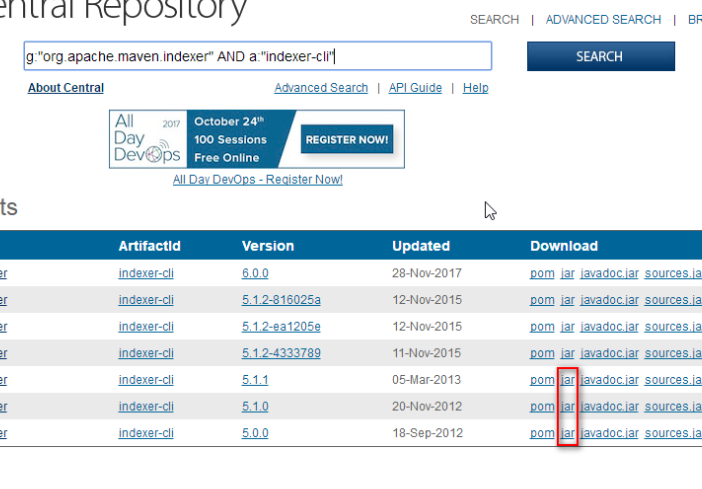 entral Repository
SEARCH | ADVANCED SEARCH | BR
g:"org.apache.maven.indexer" AND a:"indexer-cli"
SEARCH
About Central
Advanced Search | API Guide | Help
All Day DevOps
2017
October 24th
100 Sessions
Free Online
REGISTER NOW!
All Day DevOps - Register Now!
ts
ArtifactId Version Updated Download
er indexer-cli 6.0.0 28-Nov-2017 pom jar javadoc.jar sources.ja
er indexer-cli 5.1.2-816025a 12-Nov-2015 pom jar javadoc.jar sources.ja
er indexer-cli 5.1.2-ea1205e 12-Nov-2015 pom jar javadoc.jar sources.ja
er indexer-cli 5.1.2-4333789 11-Nov-2015 pom jar javadoc.jar sources.ja
er indexer-cli 5.1.1 05-Mar-2013 pom jar javadoc.jar sources.ja
er indexer-cli 5.1.0 20-Nov-2012 pom jar javadoc.jar sources.ja
er indexer-cli 5.0.0 18-Sep-2012 pom jar javadoc.jar sources.ja